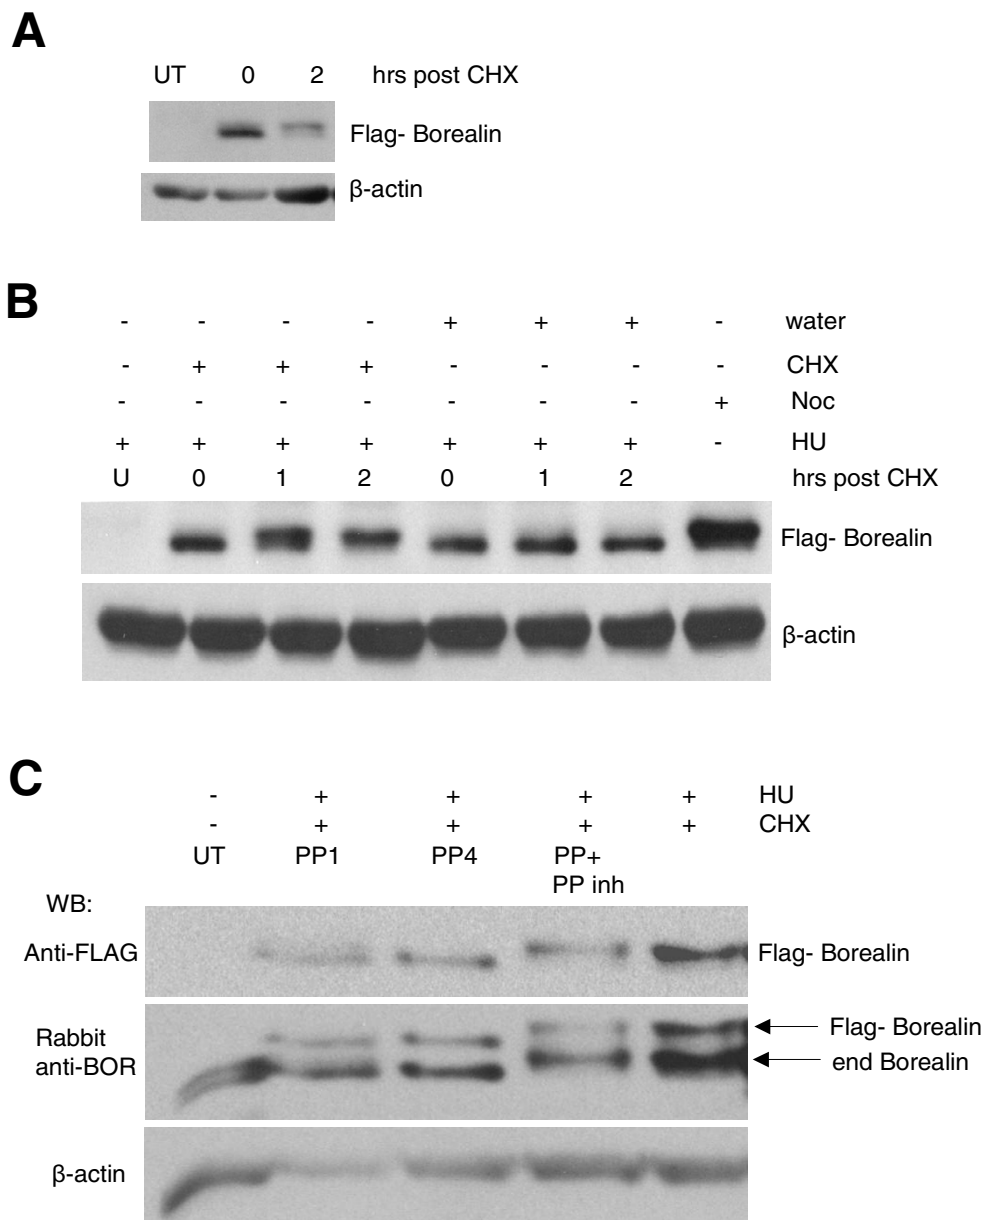 A
UT 0 2 hrs post CHX
Flag- Borealin
β-actin
B
- - - - + + + - water
- + + + - - - - CHX
- - - - - - - + Noc
+ + + + + + + - HU
U 0 1 2 0 1 2 hrs post CHX
Flag- Borealin
β-actin
C
- + + + + HU
- + + + + CHX
UT PP1 PP4 PP+
PP inh
WB:
Anti-FLAG Flag- Borealin
Rabbit
anti-BOR
Flag- Borealin
end Borealin
β-actin